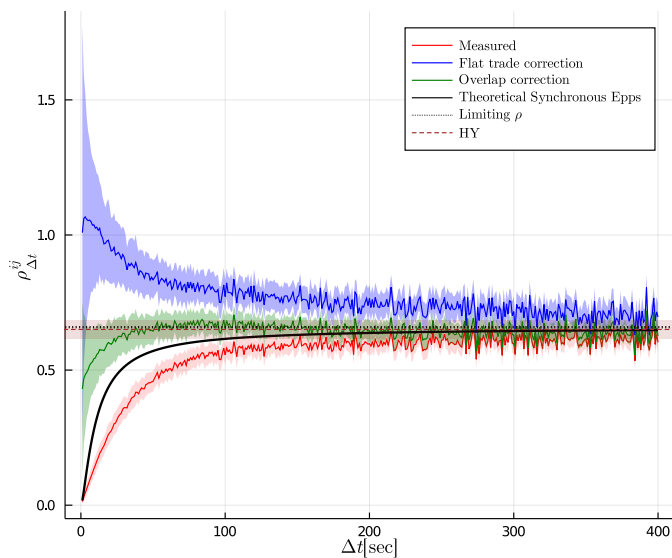 Measured
Flat trade correction
Overlap correction
Theoretical Synchronous Epps
Limiting ρ
HY
1.5
1.0
0.5
0.0
ρ^{ij}_{Δt}
0 100 200 300 400
Δt[sec]